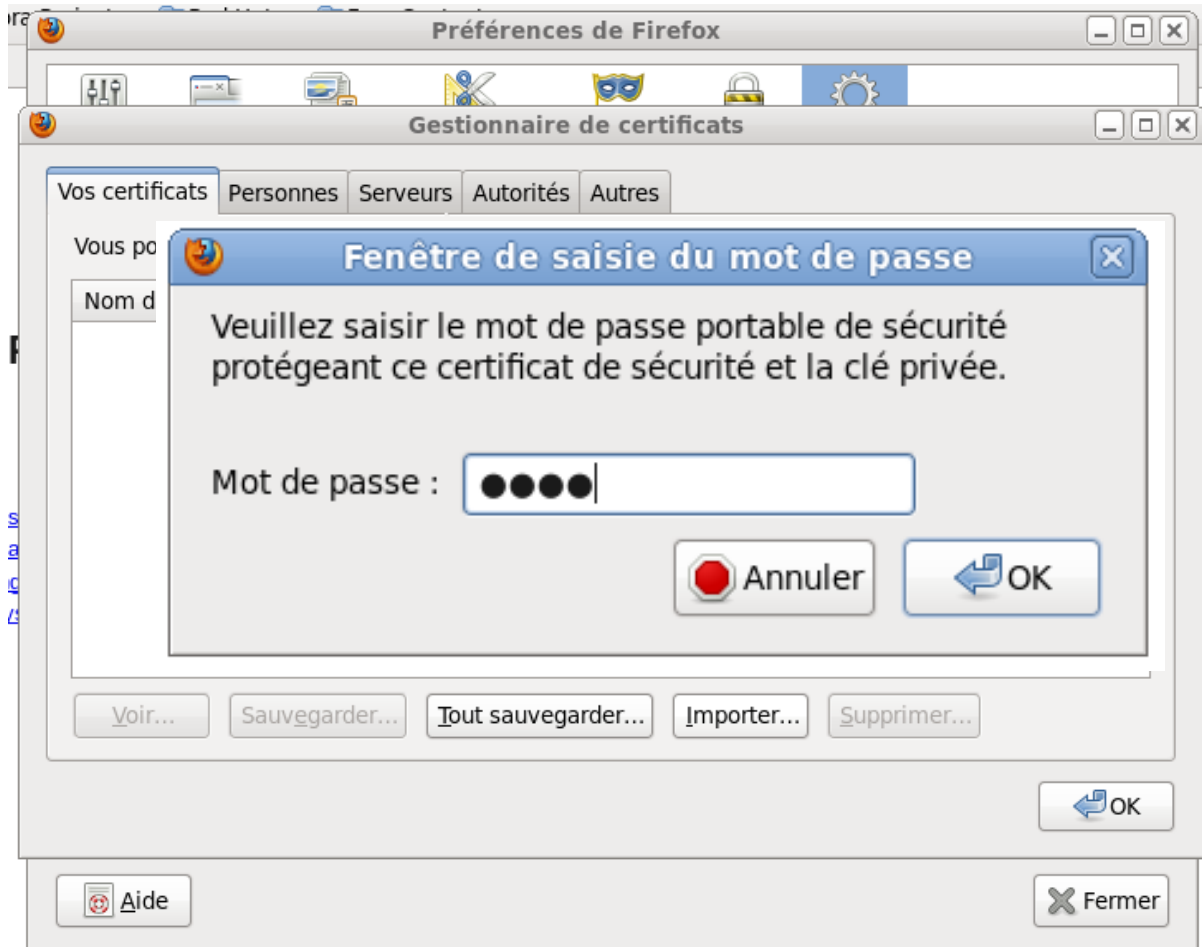 Préférences de Firefox
Gestionnaire de certificats
Vos certificats Personnes Serveurs Autorités Autres
Vous
Fenêtre de saisie du mot de passe
Nom
Veuillez saisir le mot de passe portable de sécurité
protégeant ce certificat de sécurité et la clé privée.
Mot de passe :
Annuler OK
Voir... Sauvegarder... Tout sauvegarder... Importer... Supprimer...
OK
Aide Fermer